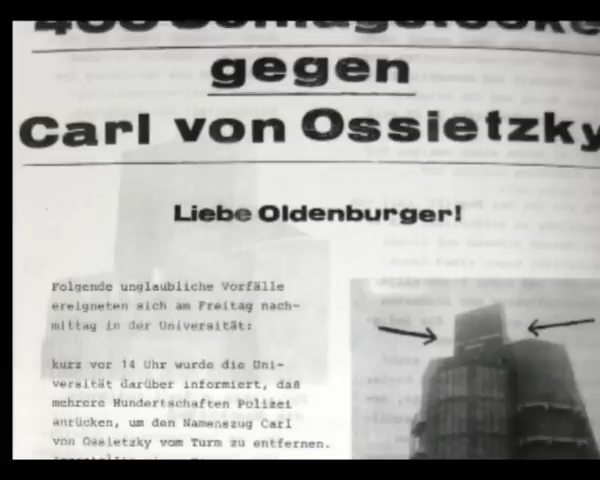 400 Schlagstöcke
gegen
Carl von Ossietzky
Liebe Oldenburger!
Folgende unglaubliche Vorfälle
ereigneten sich am Freitag nach-
mittag in der Universität:
kurz vor 14 Uhr wurde die Uni-
versität darüber informiert, daß
mehrere Hundertschaften Polizei
anrücken, um den Namenszug Carl
von Ossietzky vom Turm zu entfernen.